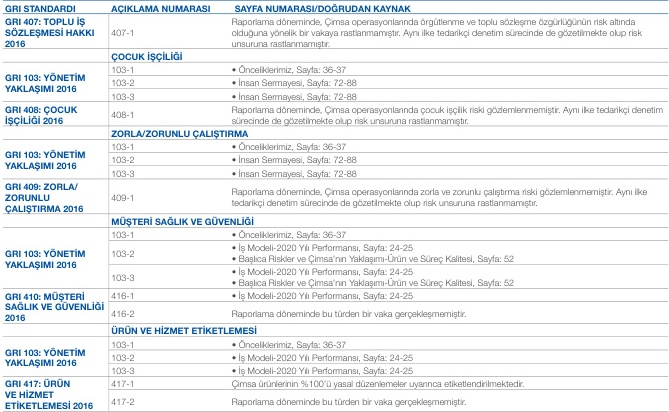 GRI STANDARDI AÇIKLAMA NUMARASI SAYFA NUMARASI/DOĞRUDAN KAYNAK
GRI 407: TOPLU İŞ
SÖZLEŞMESİ HAKKI
2016
407-1
Raporlama döneminde, Çimsa operasyonlarında örgütlenme ve toplu sözleşme özgürlüğünün risk altında
olduğuna yönelik bir vakaya rastlanmamıştır. Aynı ilke tedarikçi denetim sürecinde de gözetilmekte olup risk
unsuruna rastlanmamıştır.
ÇOCUK İŞÇİLİĞİ
GRI 103: YÖNETİM
YAKLAŞIMI 2016
103-1 • Önceliklerimiz, Sayfa: 36-37
103-2 • İnsan Sermayesi, Sayfa: 72-88
103-3 • İnsan Sermayesi, Sayfa: 72-88
GRI 408: ÇOCUK
İŞÇİLİĞİ 2016
408-1
Raporlama döneminde, Çimsa operasyonlarında çocuk işçilik riski gözlemlenmemiştir. Aynı ilke tedarikçi denetim
sürecinde de gözetilmekte olup risk unsuruna rastlanmamıştır.
ZORLA/ZORUNLU ÇALIŞTIRMA
GRI 103: YÖNETİM
YAKLAŞIMI 2016
103-1 • Önceliklerimiz, Sayfa: 36-37
103-2 • İnsan Sermayesi, Sayfa: 72-88
103-3 • İnsan Sermayesi, Sayfa: 72-88
GRI 409: ZORLA/
ZORUNLU
ÇALIŞTIRMA 2016
409-1
Raporlama döneminde, Çimsa operasyonlarında zorla ve zorunlu çalıştırma riski gözlemlenmemiştir. Aynı ilke
tedarikçi denetim sürecinde de gözetilmekte olup risk unsuruna rastlanmamıştır.
MÜŞTERİ SAĞLIK VE GÜVENLİĞİ
GRI 103: YÖNETİM
YAKLAŞIMI 2016
103-1 • Önceliklerimiz, Sayfa: 36-37
103-2
• İş Modeli-2020 Yılı Performansı, Sayfa: 24-25
• Başlıca Riskler ve Çimsa'nın Yaklaşımı-Ürün ve Süreç Kalitesi, Sayfa: 52
103-3
• İş Modeli-2020 Yılı Performansı, Sayfa: 24-25
• Başlıca Riskler ve Çimsa'nın Yaklaşımı-Ürün ve Süreç Kalitesi, Sayfa: 52
GRI 410: MÜŞTERİ
SAĞLIK VE GÜVENLİĞİ
2016
416-1 • İş Modeli-2020 Yılı Performansı, Sayfa: 24-25
416-2 Raporlama döneminde bu türden bir vaka gerçekleşmemiştir.
ÜRÜN VE HİZMET ETİKETLEMESİ
GRI 103: YÖNETİM
YAKLAŞIMI 2016
103-1 • Önceliklerimiz, Sayfa: 36-37
103-2 • İş Modeli-2020 Yılı Performansı, Sayfa: 24-25
103-3 • İş Modeli-2020 Yılı Performansı, Sayfa: 24-25
GRI 417: ÜRÜN
VE HİZMET
ETİKETLEMESİ 2016
417-1 Çimsa ürünlerinin %100'ü yasal düzenlemeler uyarınca etiketlendirilmektedir.
417-2 Raporlama döneminde bu türden bir vaka gerçekleşmemiştir.